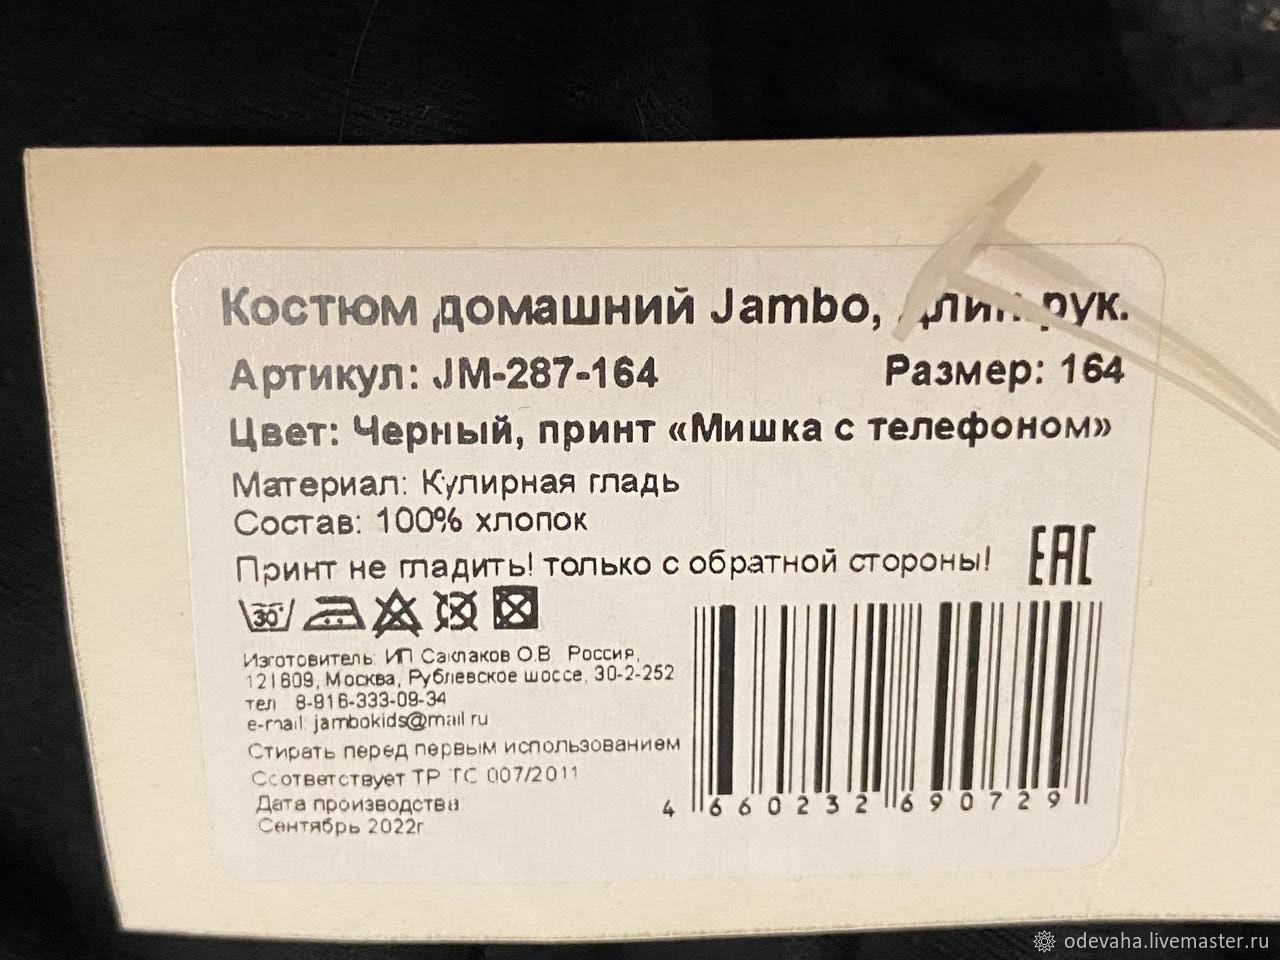 Костюм домашний Jambo, длин. рук.
Артикул: JM-287-164 Размер: 164
Цвет: Черный, принт «Мишка с телефоном»
Материал: Кулирная гладь
Состав: 100% хлопок
Принт не гладить! только с обратной стороны!
EAC
30°
Изготовитель: ИП Саклаков О.В. Россия,
121609, Москва, Рублевское шоссе, 30-2-252
тел 8-916-333-09-34
e-mail: jambokids@mail.ru
Стирать перед первым использованием
Соответствует ТР ТС 007/2011
Дата производства
Сентябрь 2022г
4 660232 690729
odevaha.livemaster.ru